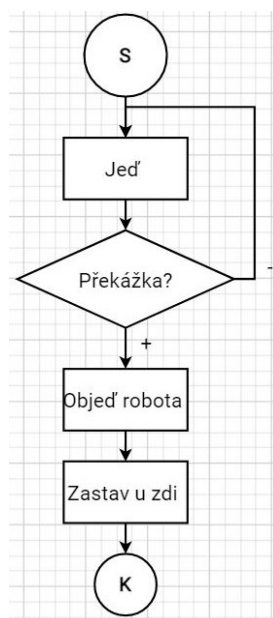 S
Jeď
Překážka?
-
+
Objeď robota
Zastav u zdi
K